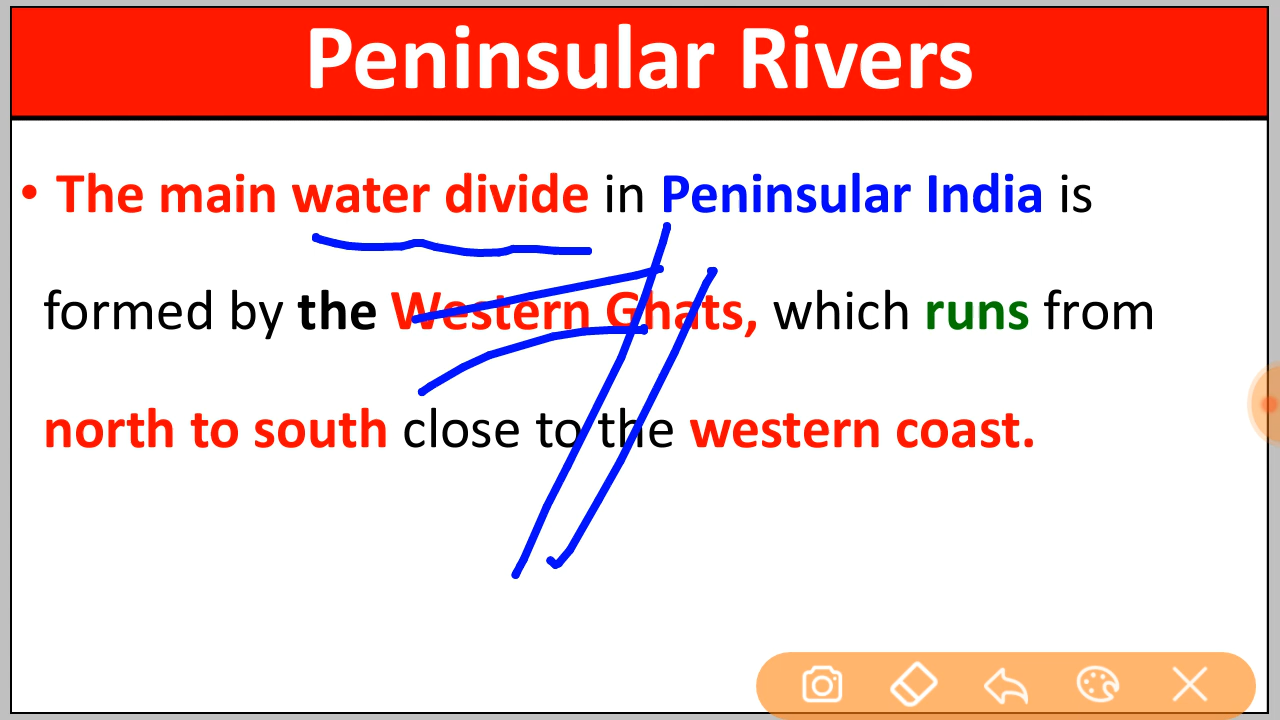 Peninsular Rivers
• The main water divide in Peninsular India is
formed by the Western Ghats, which runs from
north to south close to the western coast.